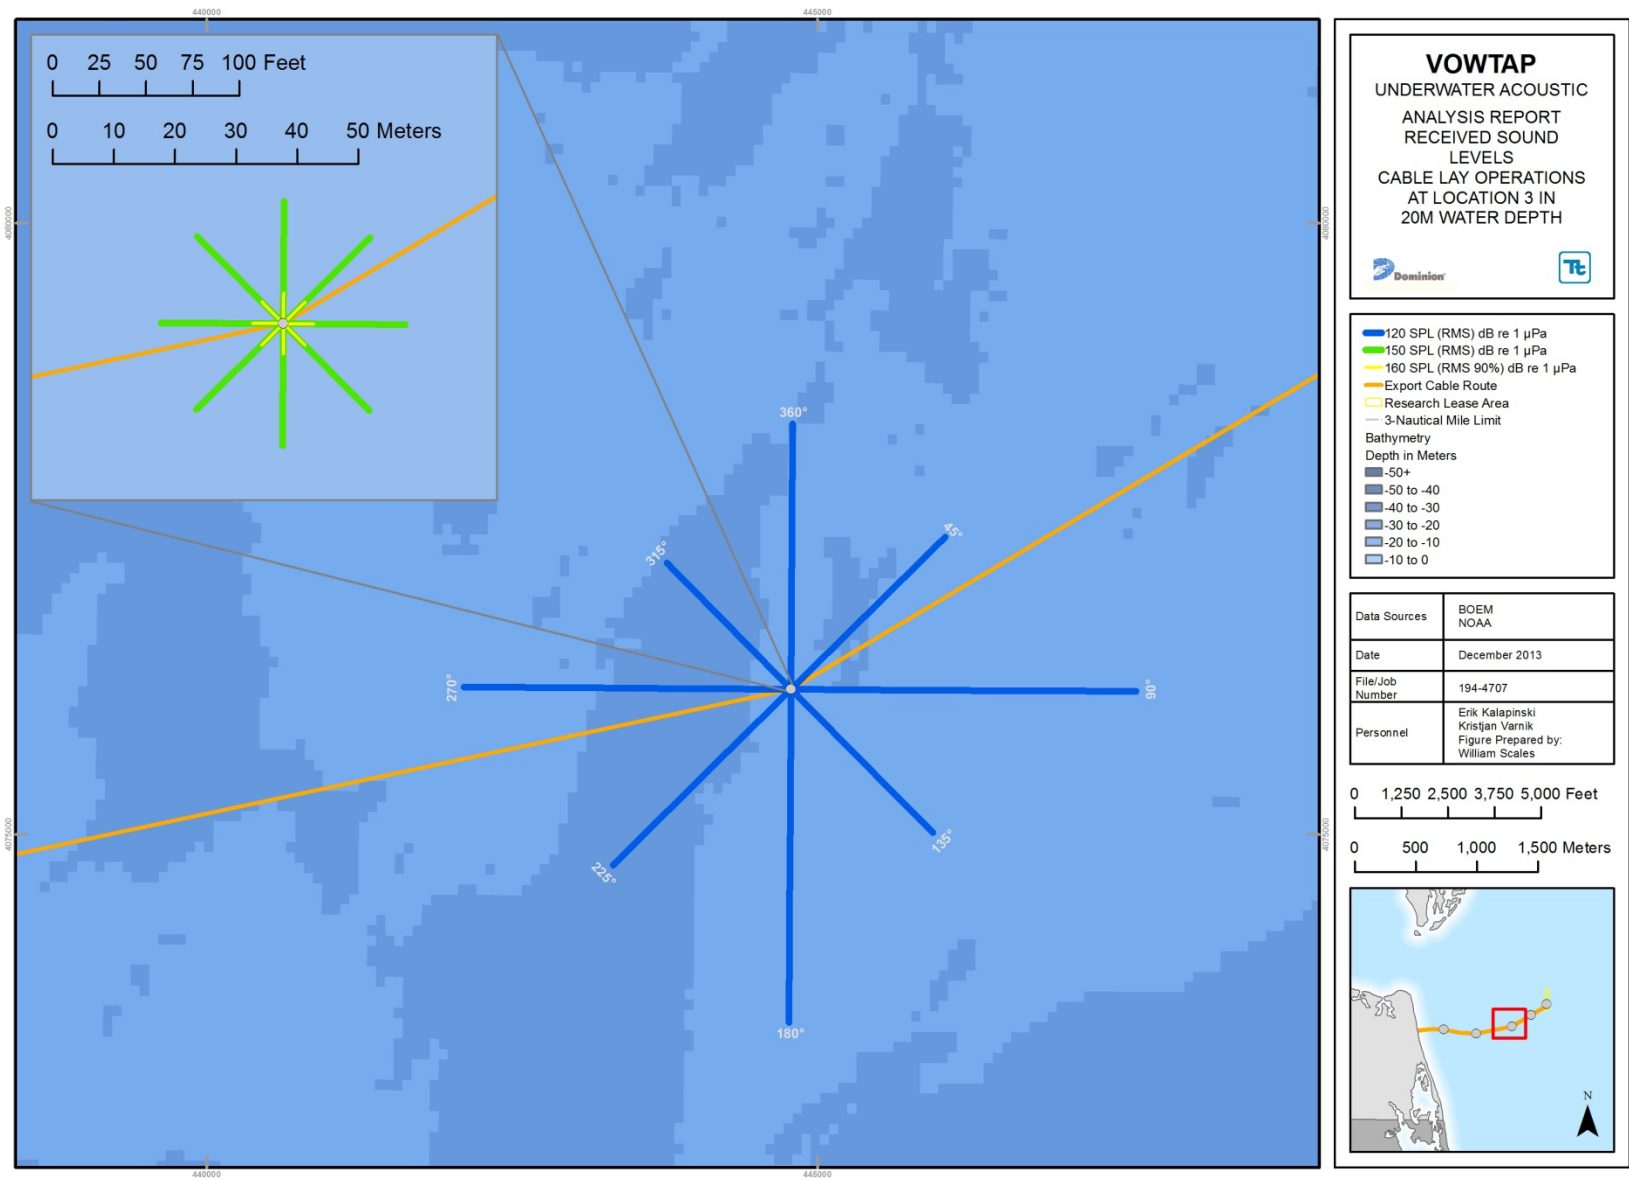 440000
445000
0 25 50 75 100 Feet
0 10 20 30 40 50 Meters
4080000
4080000
360°
45°
315°
270°
90°
225°
135°
180°
4075000
4075000
440000
445000
VOWTAP
UNDERWATER ACOUSTIC
ANALYSIS REPORT
RECEIVED SOUND
LEVELS
CABLE LAY OPERATIONS
AT LOCATION 3 IN
20M WATER DEPTH
Dominion
Tt
120 SPL (RMS) dB re 1 µPa
150 SPL (RMS) dB re 1 µPa
160 SPL (RMS 90%) dB re 1 µPa
Export Cable Route
Research Lease Area
3-Nautical Mile Limit
Bathymetry
Depth in Meters
-50+
-50 to -40
-40 to -30
-30 to -20
-20 to -10
-10 to 0
Data Sources BOEM
NOAA
Date December 2013
File/Job
Number 194-4707
Personnel Erik Kalapinski
Kristjan Varnik
Figure Prepared by:
William Scales
0 1,250 2,500 3,750 5,000 Feet
0 500 1,000 1,500 Meters
N